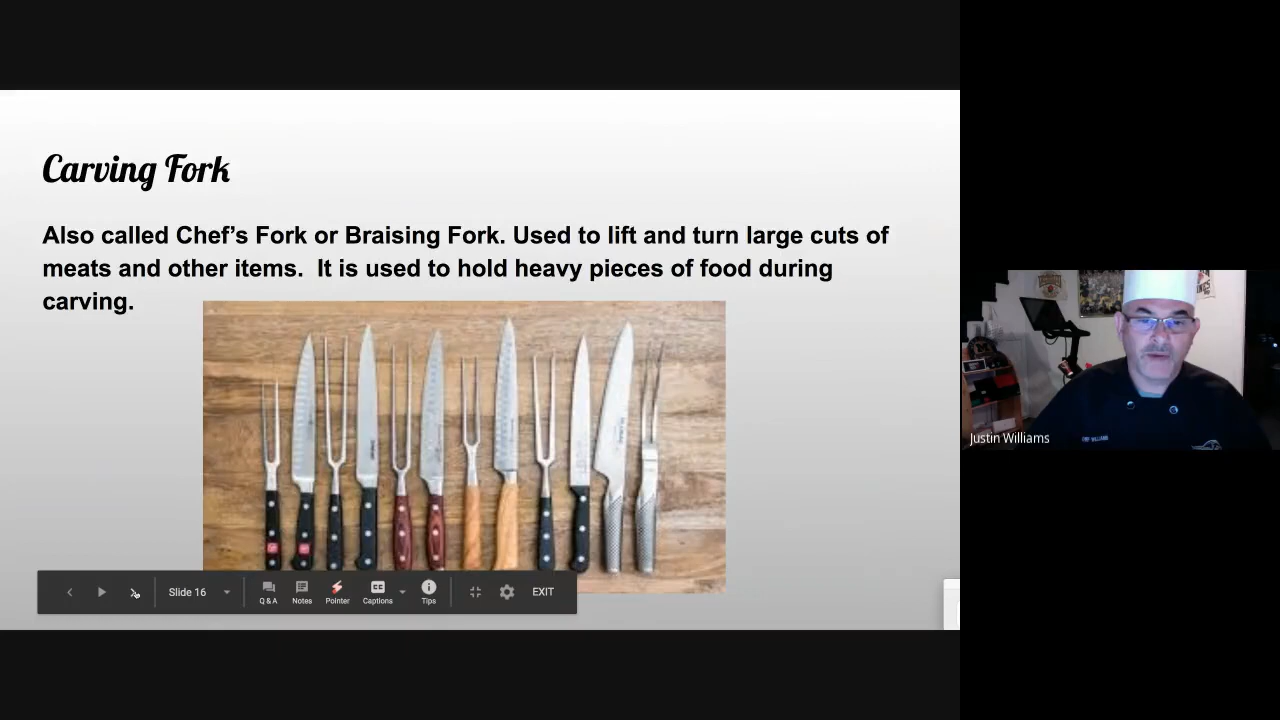 Carving Fork
Also called Chef's Fork or Braising Fork. Used to lift and turn large cuts of
meats and other items.  It is used to hold heavy pieces of food during
carving.
Justin Williams
Slide 16
Q & A
Notes
Pointer
CC
Captions
Tips
EXIT